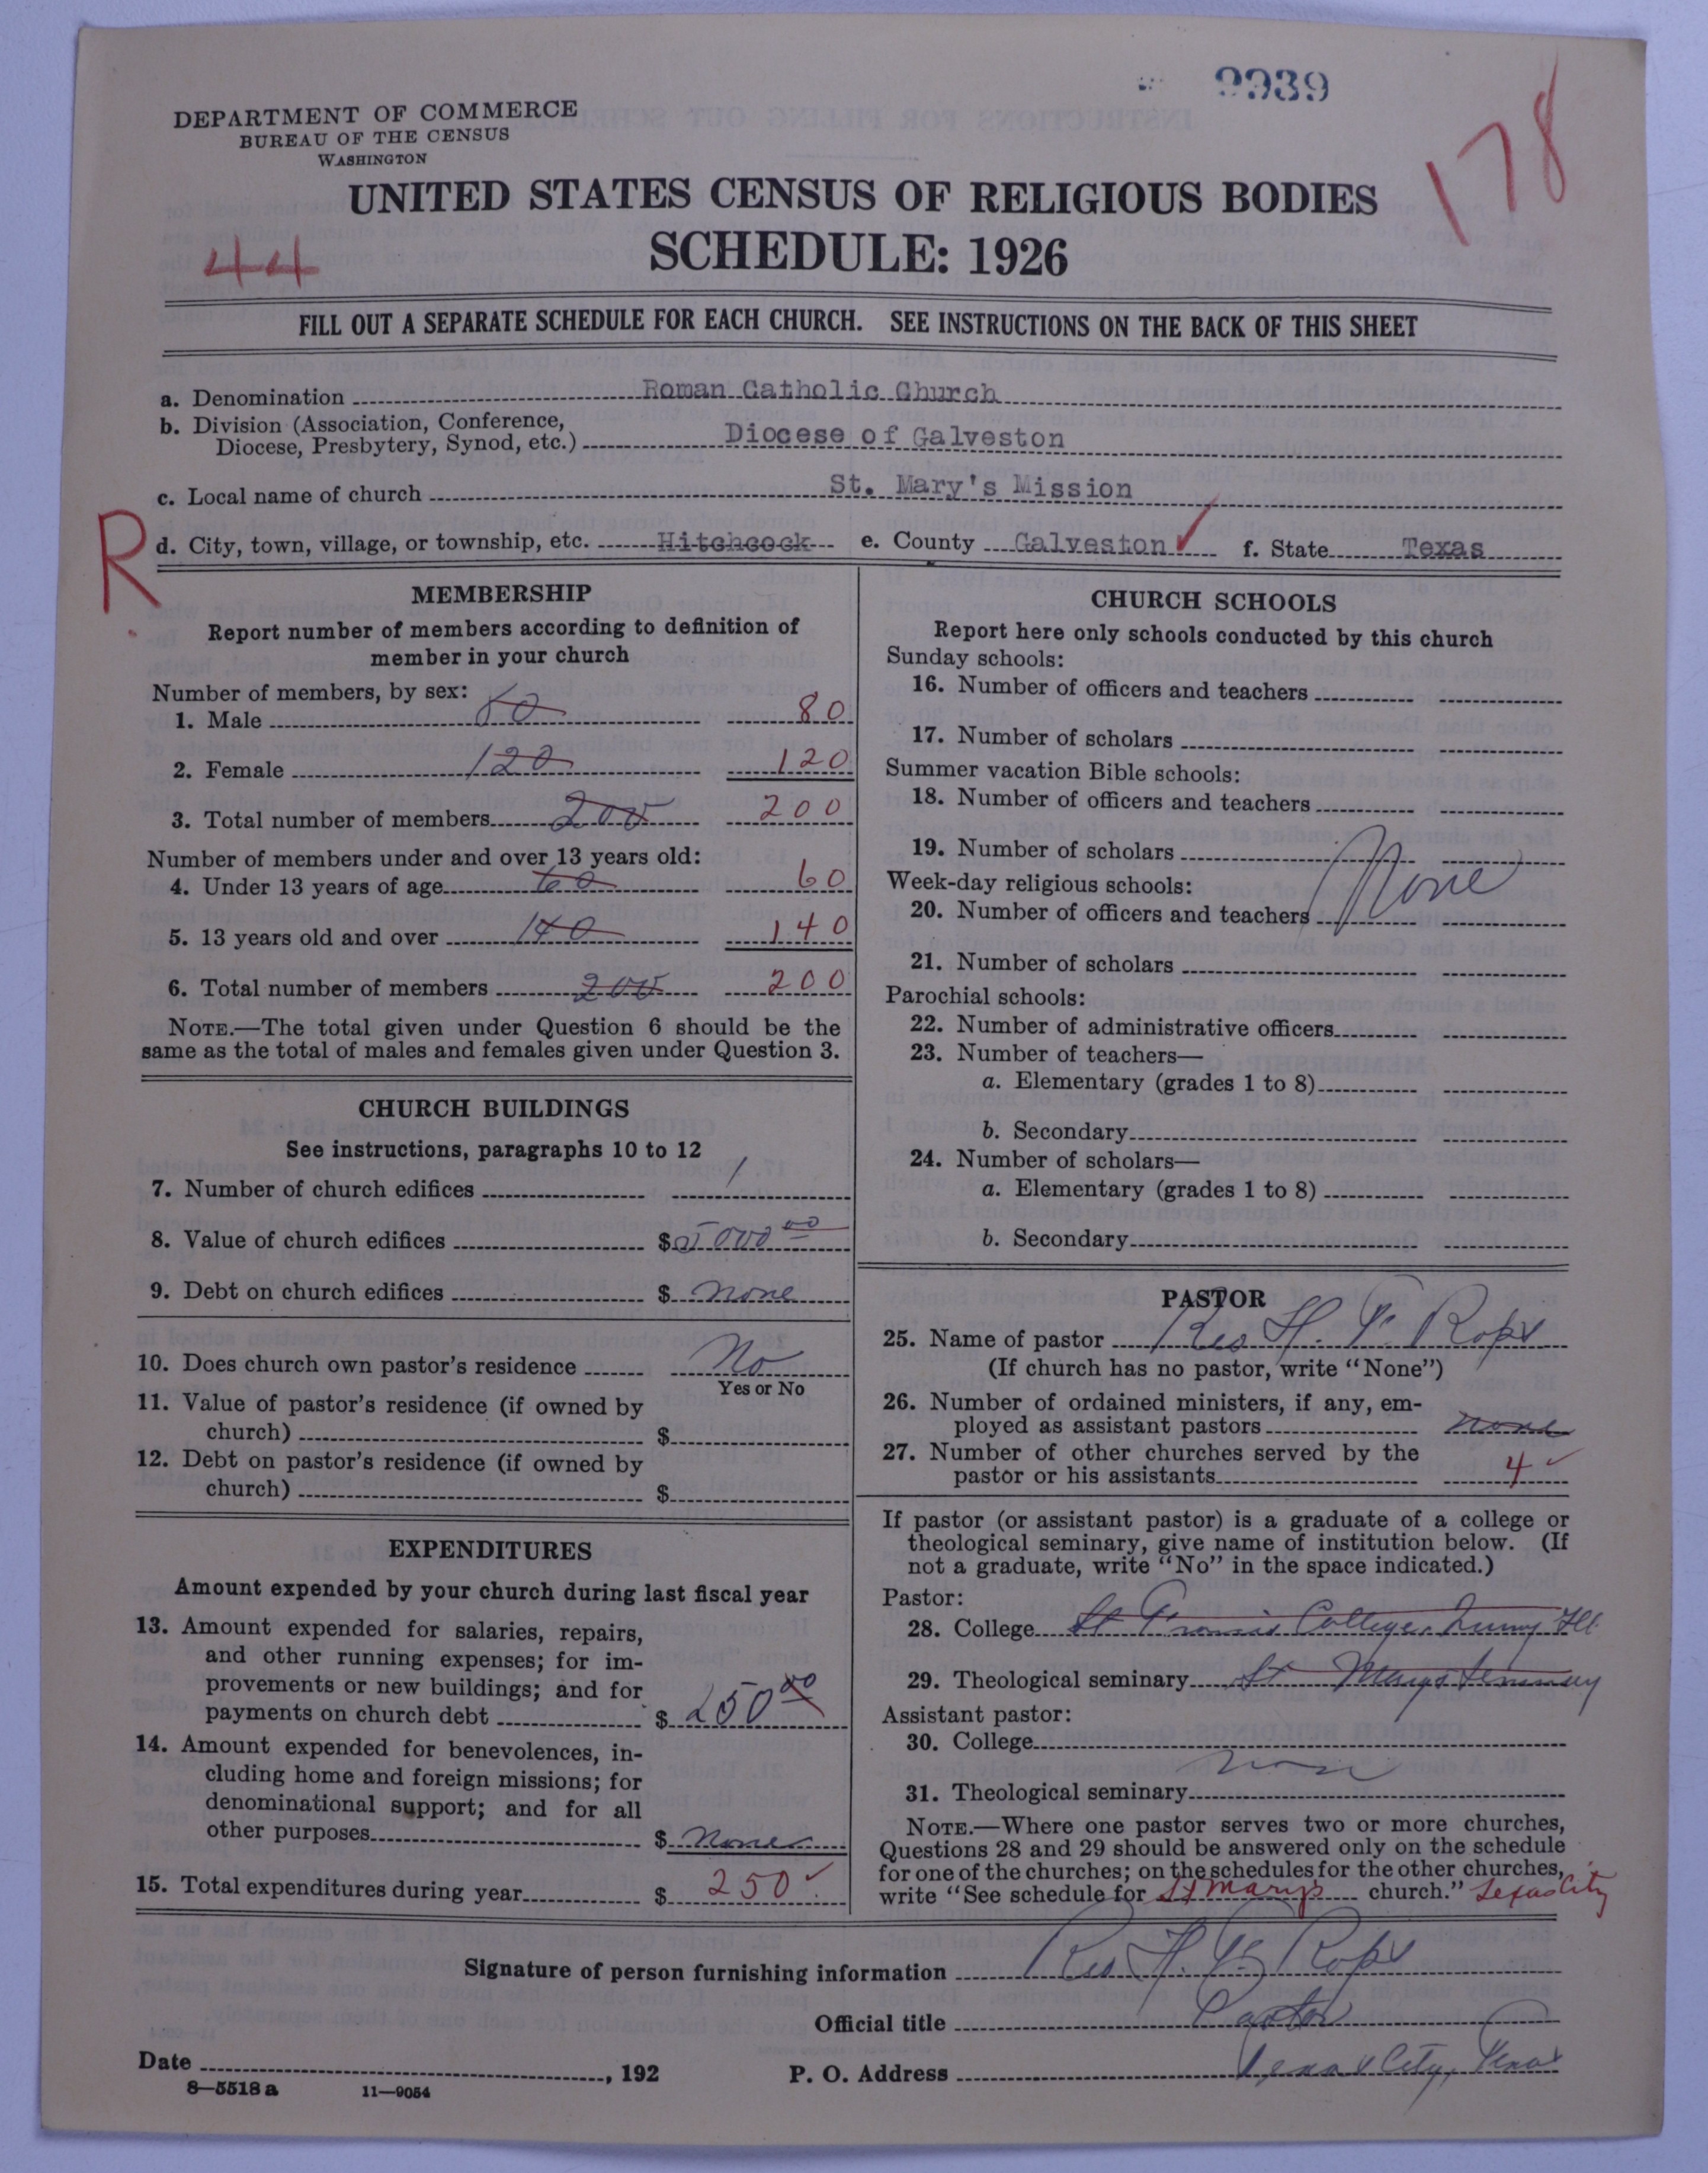 9939
178
DEPARTMENT OF COMMERCE
BUREAU OF THE CENSUS
WASHINGTON
UNITED STATES CENSUS OF RELIGIOUS BODIES
44
SCHEDULE: 1926
FILL OUT A SEPARATE SCHEDULE FOR EACH CHURCH. SEE INSTRUCTIONS ON THE BACK OF THIS SHEET
a. Denomination Roman Catholic Church
b. Division (Association, Conference,
Diocese, Presbytery, Synod, etc.) Diocese of Galveston
c. Local name of church St. Mary's Mission
R
d. City, town, village, or township, etc. Hitchcock e. County Galveston ✓ f. State Texas
MEMBERSHIP
Report number of members according to definition of
member in your church
Number of members, by sex:
1. Male 80 80
2. Female 120 120
3. Total number of members 200 200
Number of members under and over 13 years old:
4. Under 13 years of age 60 60
5. 13 years old and over 140 140
6. Total number of members 200 200
NOTE.—The total given under Question 6 should be the
same as the total of males and females given under Question 3.
CHURCH BUILDINGS
See instructions, paragraphs 10 to 12
7. Number of church edifices 1
8. Value of church edifices $5000 00
9. Debt on church edifices $ none
10. Does church own pastor's residence No
Yes or No
11. Value of pastor's residence (if owned by
church) $
12. Debt on pastor's residence (if owned by
church) $
EXPENDITURES
Amount expended by your church during last fiscal year
13. Amount expended for salaries, repairs,
and other running expenses; for im-
provements or new buildings; and for
payments on church debt $ 250 00
14. Amount expended for benevolences, in-
cluding home and foreign missions; for
denominational support; and for all
other purposes $ None
15. Total expenditures during year $ 250 ✓
CHURCH SCHOOLS
Report here only schools conducted by this church
Sunday schools:
16. Number of officers and teachers
17. Number of scholars
Summer vacation Bible schools:
18. Number of officers and teachers
19. Number of scholars
Week-day religious schools:
None
20. Number of officers and teachers
21. Number of scholars
Parochial schools:
22. Number of administrative officers
23. Number of teachers—
a. Elementary (grades 1 to 8)
b. Secondary
24. Number of scholars—
a. Elementary (grades 1 to 8)
b. Secondary
PASTOR
25. Name of pastor Rev H.
(If church has no pastor, write "None")
26. Number of ordained ministers, if any, em-
ployed as assistant pastors none
27. Number of other churches served by the
pastor or his assistants 4 ✓
If pastor (or assistant pastor) is a graduate of a college or
theological seminary, give name of institution below. (If
not a graduate, write "No" in the space indicated.)
Pastor:
28. College St Francis College, Ill
29. Theological seminary St Marys Seminary
Assistant pastor:
30. College
none
31. Theological seminary
NOTE.—Where one pastor serves two or more churches,
Questions 28 and 29 should be answered only on the schedule
for one of the churches; on the schedules for the other churches,
write "See schedule for St Mary's church." Texas City
Signature of person furnishing information Rev H.
Official title Pastor
Date , 192 P. O. Address Texas City, Texas
8—5518 a 11—9054